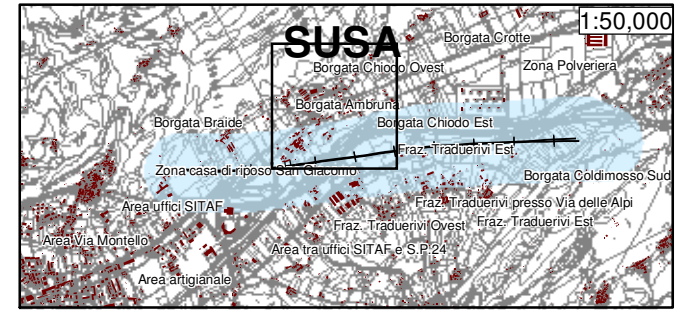 1:50,000
SUSA
Borgata Crotte
Borgata Chiodo Ovest
Zona Polveriera
Borgata Ambruna
Borgata Braide
Borgata Chiodo Est
Fraz. Traduerivi Est
Zona casa di riposo San Giacomo
Borgata Coldimosso Sud
Area uffici SITAF
Fraz. Traduerivi presso Via delle Alpi
Fraz. Traduerivi Ovest
Fraz. Traduerivi Est
Area Via Montello
Area tra uffici SITAF e S.P.24
Area artigianale